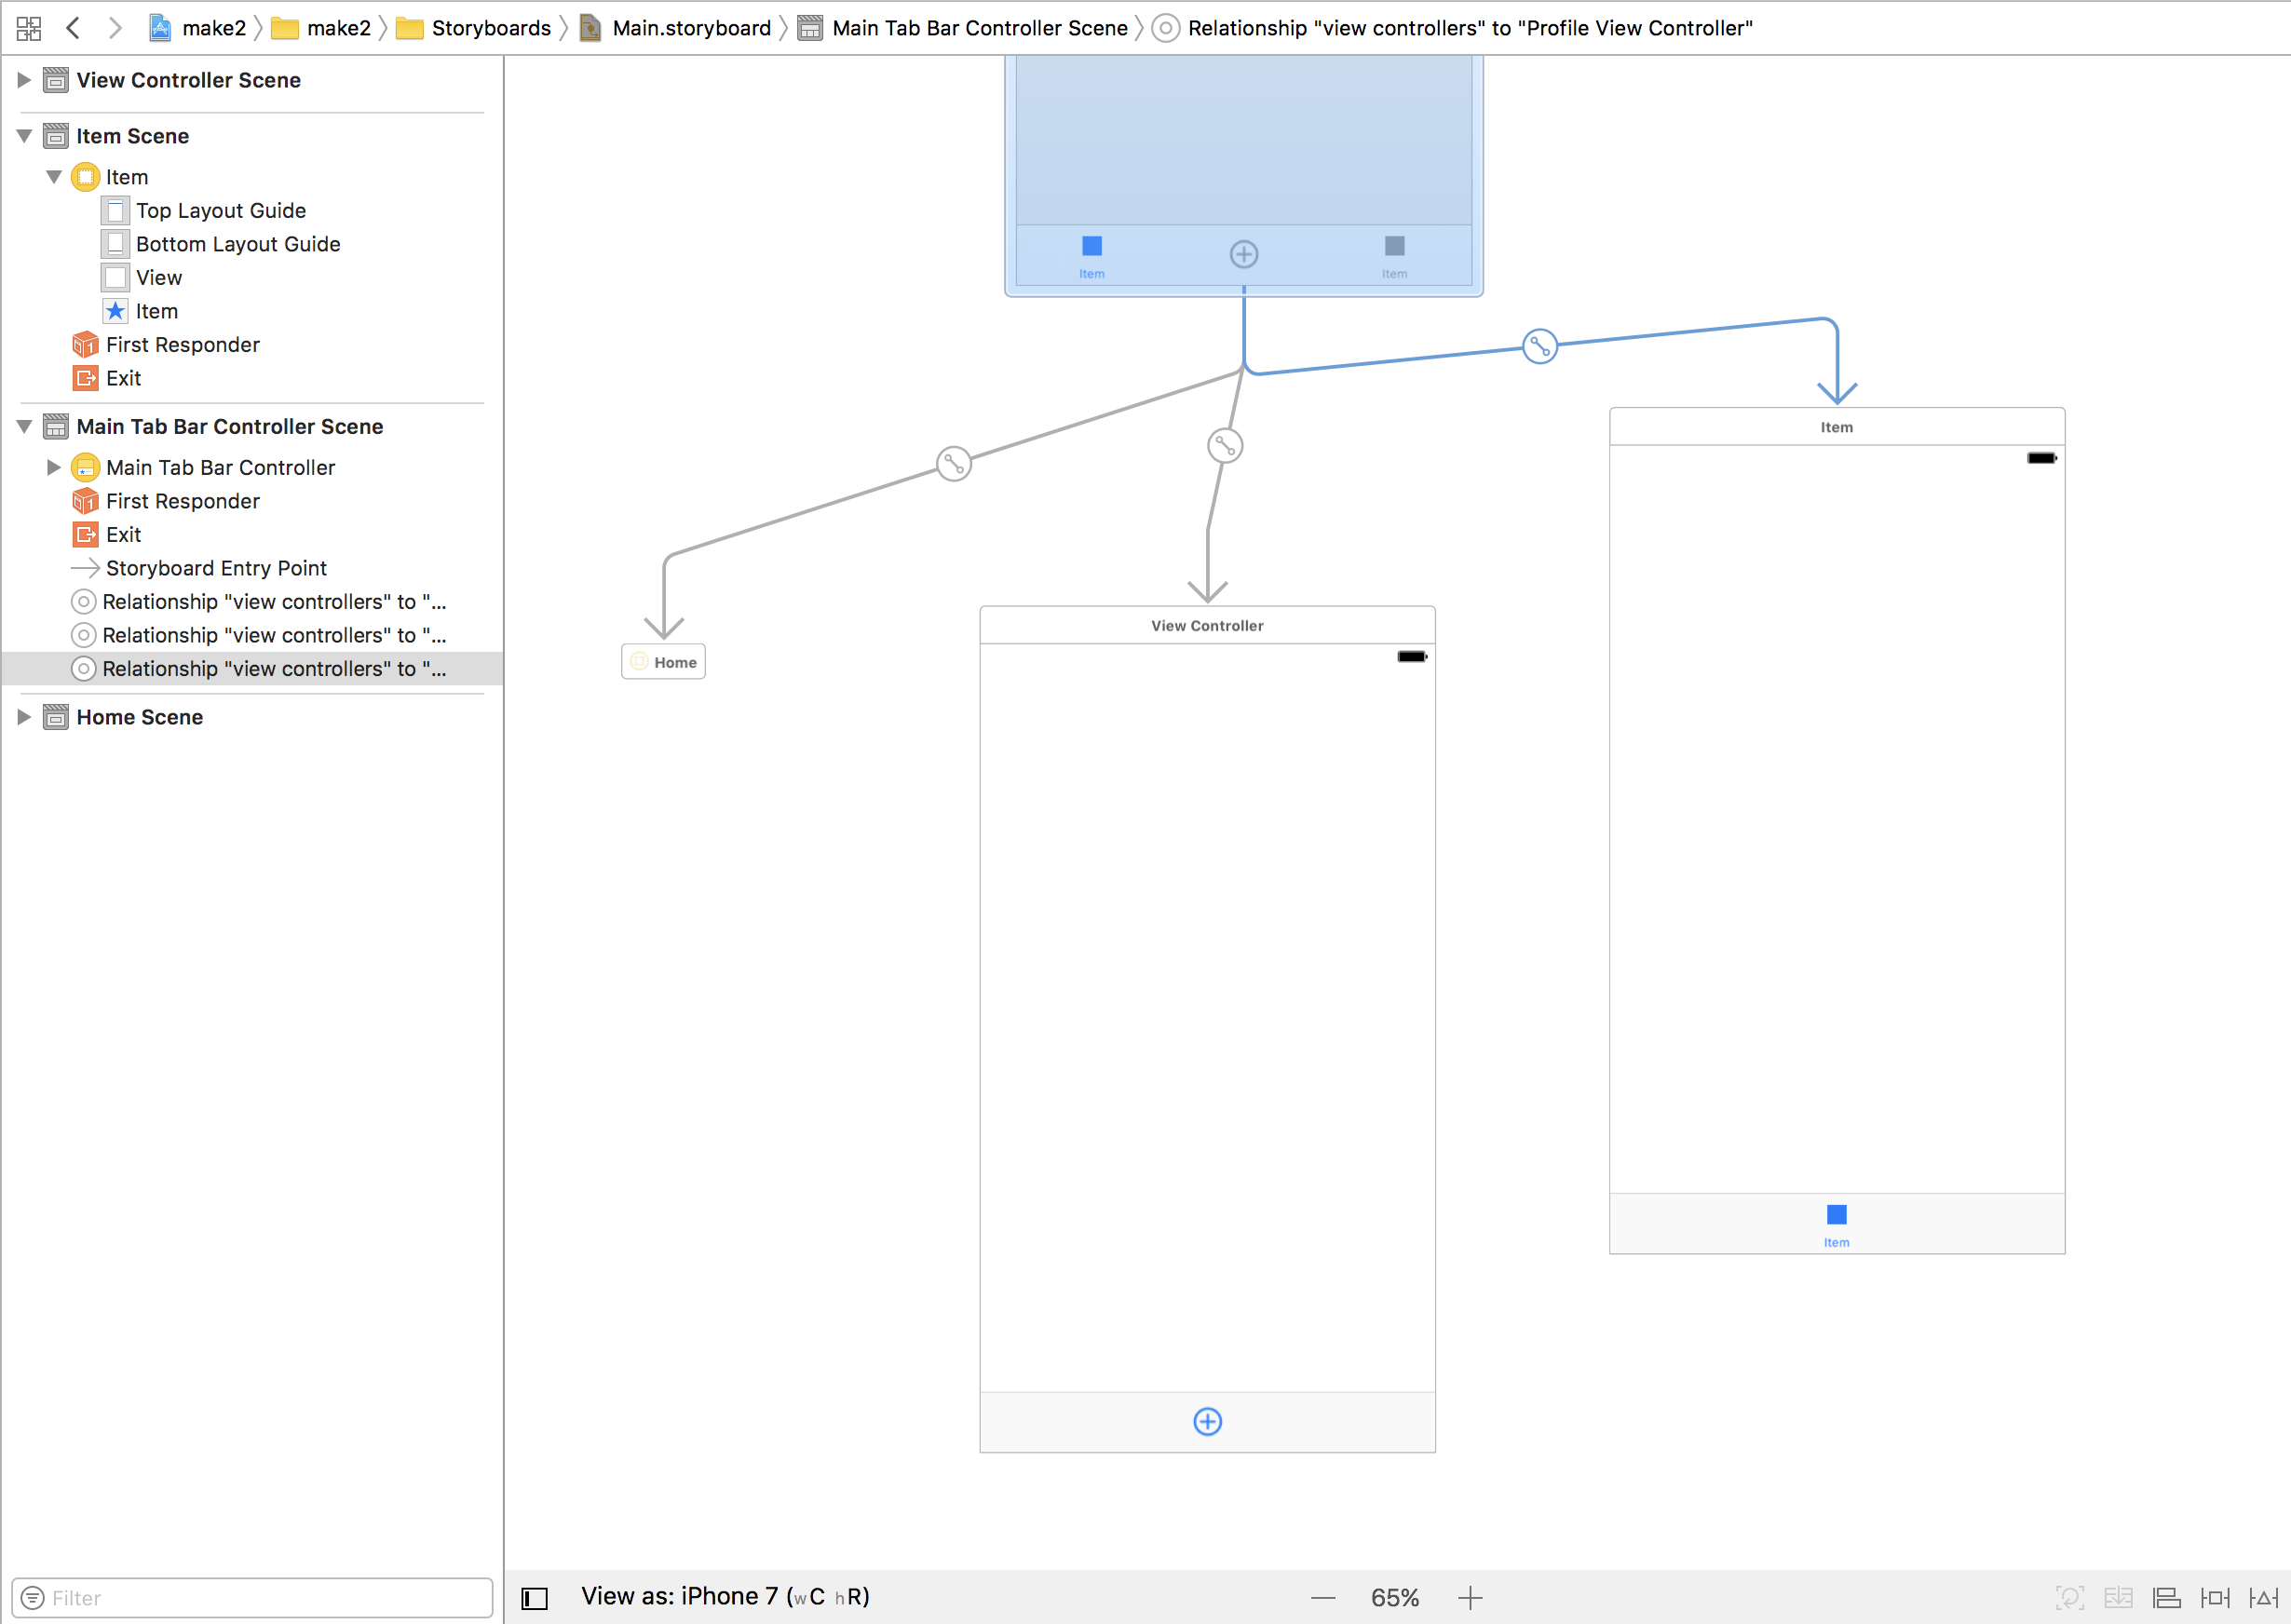 make2 make2 Storyboards Main.storyboard Main Tab Bar Controller Scene Relationship "view controllers" to "Profile View Controller"
View Controller Scene
Item Scene
Item
Top Layout Guide
Bottom Layout Guide
View
Item
First Responder
Exit
Main Tab Bar Controller Scene
Main Tab Bar Controller
First Responder
Exit
Storyboard Entry Point
Relationship "view controllers" to "...
Relationship "view controllers" to "...
Relationship "view controllers" to "...
Home Scene
Filter
Item Item
Item
Home
View Controller
Item
View as: iPhone 7 (wC hR) 65%